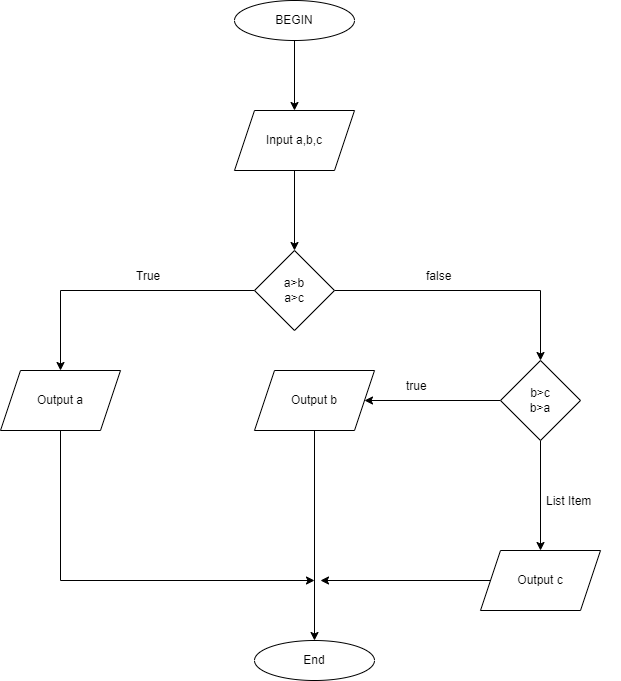 BEGIN
Input a,b,c
a>b
a>c
True
false
Output a
Output b
true
b>c
b>a
List Item
Output c
End